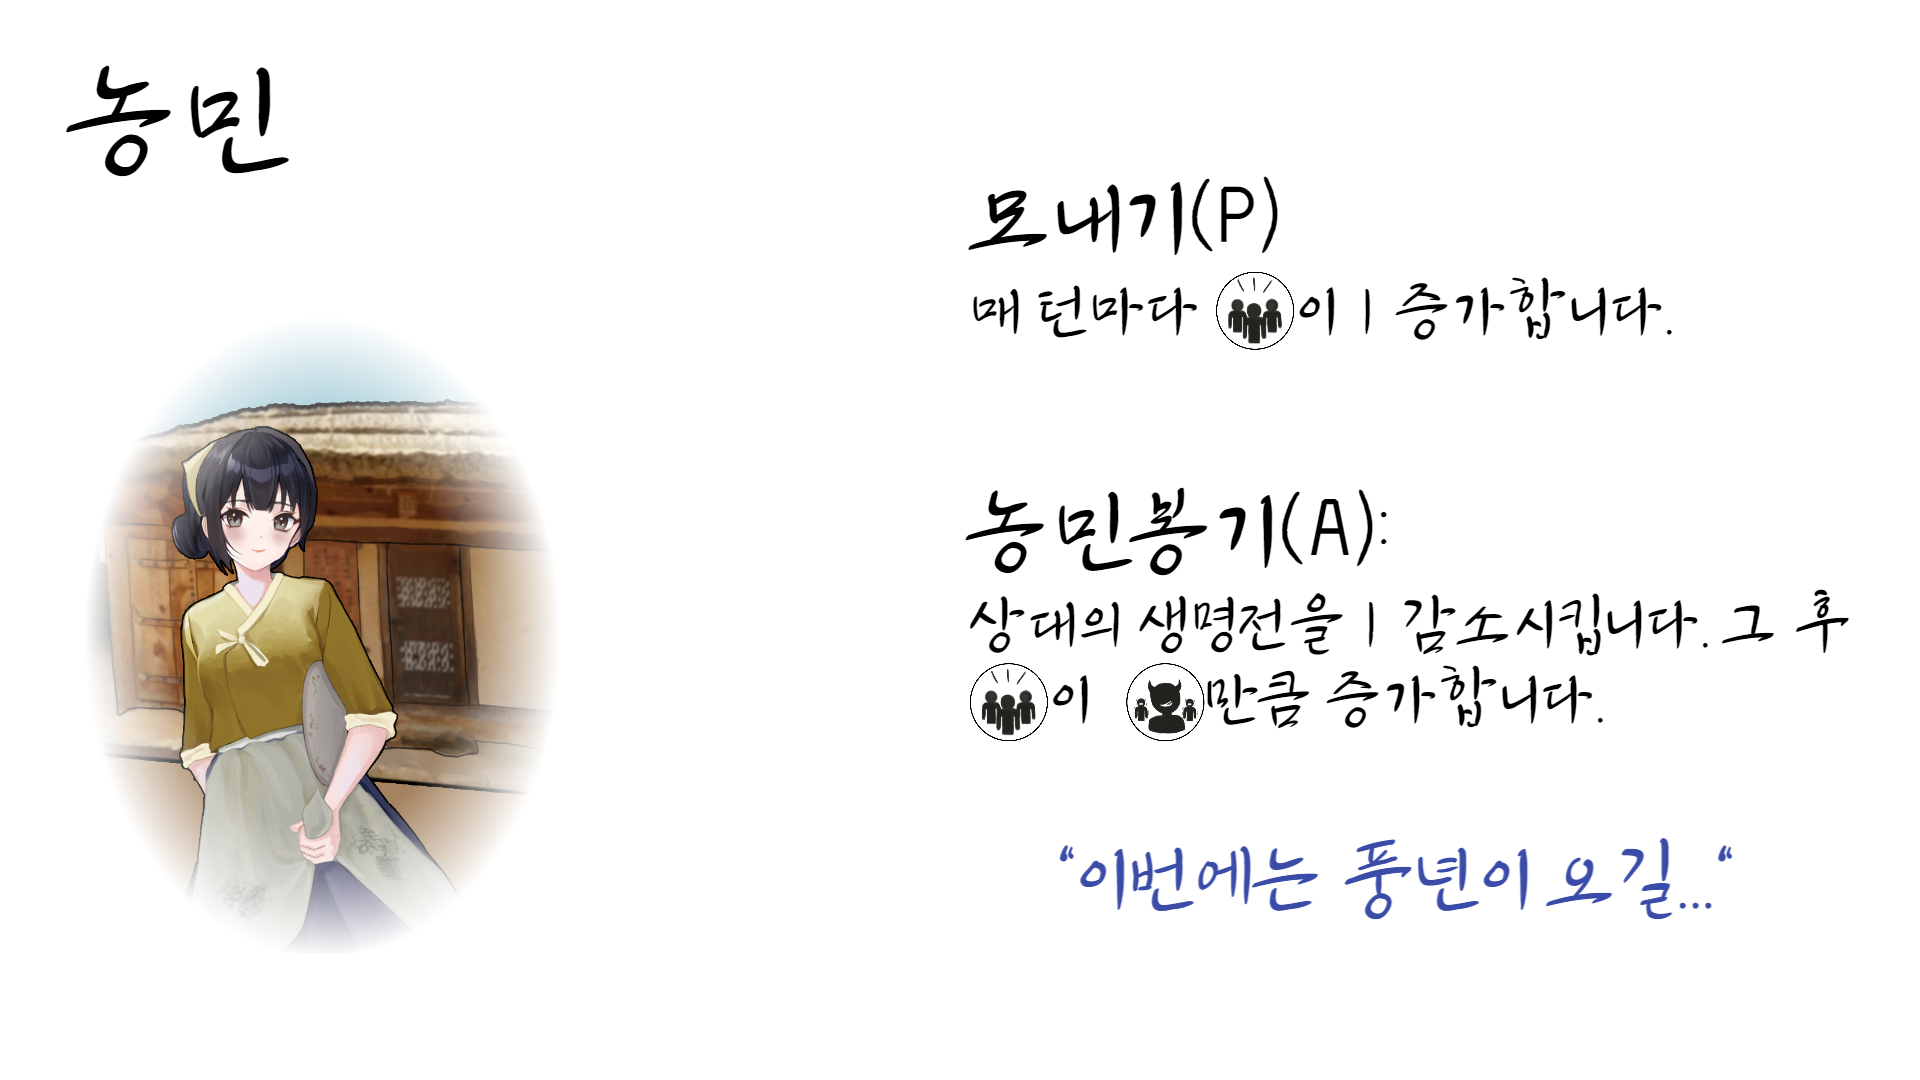 농민
모내기(P)
매 턴마다 이 1 증가합니다.
농민봉기(A):
상대의 생명전을 1 감소시킵니다. 그 후
이 만큼 증가합니다.
“이번에는 풍년이 오길...“